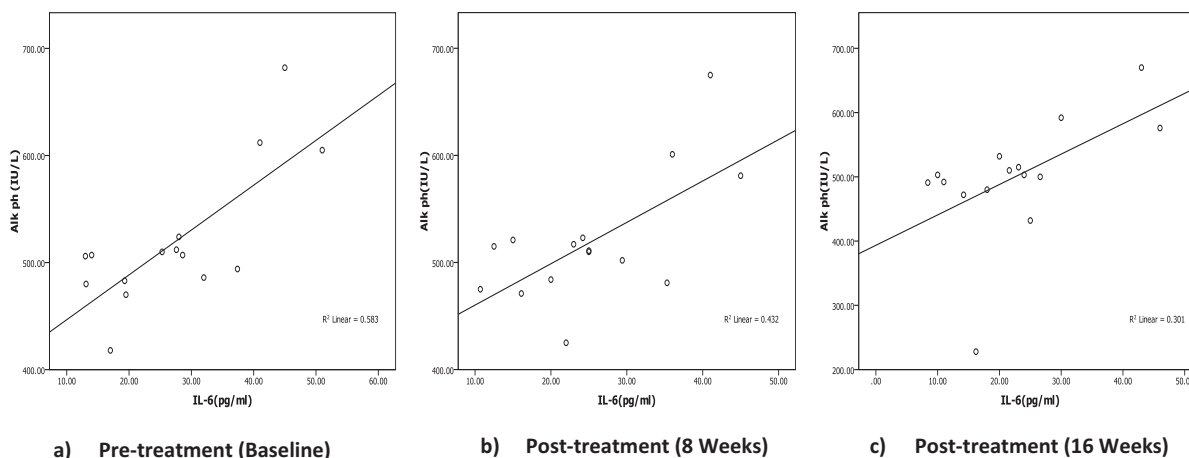 700.00
600.00
500.00
400.00
Alk ph (IU/L)
10.00 20.00 30.00 40.00 50.00 60.00
IL-6(pg/ml)
R² Linear = 0.583
a) Pre-treatment (Baseline)
700.00
600.00
500.00
400.00
Alk ph(IU/L)
10.00 20.00 30.00 40.00 50.00
IL-6(pg/ml)
R² Linear = 0.432
b) Post-treatment (8 Weeks)
700.00
600.00
500.00
400.00
300.00
200.00
Alk ph(IU/L)
.00 10.00 20.00 30.00 40.00 50.0
IL-6(pg/ml)
R² Linear = 0.301
c) Post-treatment (16 Weeks)